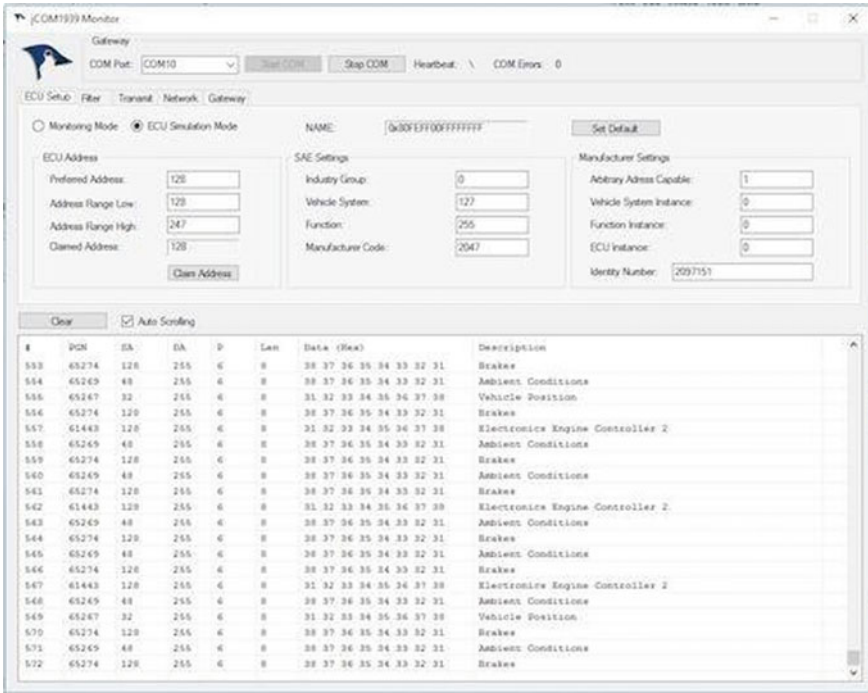 jCOM1939 Monitor
Gateway
COM Port: COM10 Start COM Stop COM Heartbeat: \ COM Errors: 0
ECU Setup Filter Transmit Network Gateway
Monitoring Mode ECU Simulation Mode NAME: Set Default
ECU Address SAE Settings Manufacturer Settings
Preferred Address: 128 Industry Group: 0 Arbitrary Adress Capable: 1
Address Range Low: 128 Vehicle System: 127 Vehicle System Instance: 0
Address Range High: 247 Function: 255 Function Instance: 0
Claimed Address: 128 Manufacturer Code: 2047 ECU Instance: 0
Claim Address Identity Number: 2097151
Clear Auto Scrolling
# PGN SA DA P Len Data (Hex) Description
553 65274 128 255 6 8 38 37 36 35 34 33 32 31 Brakes
554 65269 48 255 6 8 38 37 36 35 34 33 32 31 Ambient Conditions
555 65267 32 255 6 8 31 32 33 34 35 36 37 38 Vehicle Position
556 65274 128 255 6 8 38 37 36 35 34 33 32 31 Brakes
557 61443 128 255 6 8 31 32 33 34 35 36 37 38 Electronics Engine Controller 2
558 65269 48 255 6 8 38 37 36 35 34 33 32 31 Ambient Conditions
559 65274 128 255 6 8 38 37 36 35 34 33 32 31 Brakes
560 65269 48 255 6 8 38 37 36 35 34 33 32 31 Ambient Conditions
561 65274 128 255 6 8 38 37 36 35 34 33 32 31 Brakes
562 61443 128 255 6 8 31 32 33 34 35 36 37 38 Electronics Engine Controller 2
563 65269 48 255 6 8 38 37 36 35 34 33 32 31 Ambient Conditions
564 65274 128 255 6 8 38 37 36 35 34 33 32 31 Brakes
565 65269 48 255 6 8 38 37 36 35 34 33 32 31 Ambient Conditions
566 65274 128 255 6 8 38 37 36 35 34 33 32 31 Brakes
567 61443 128 255 6 8 31 32 33 34 35 36 37 38 Electronics Engine Controller 2
568 65269 48 255 6 8 38 37 36 35 34 33 32 31 Ambient Conditions
569 65267 32 255 6 8 31 32 33 34 35 36 37 38 Vehicle Position
570 65274 128 255 6 8 38 37 36 35 34 33 32 31 Brakes
571 65269 48 255 6 8 38 37 36 35 34 33 32 31 Ambient Conditions
572 65274 128 255 6 8 38 37 36 35 34 33 32 31 Brakes